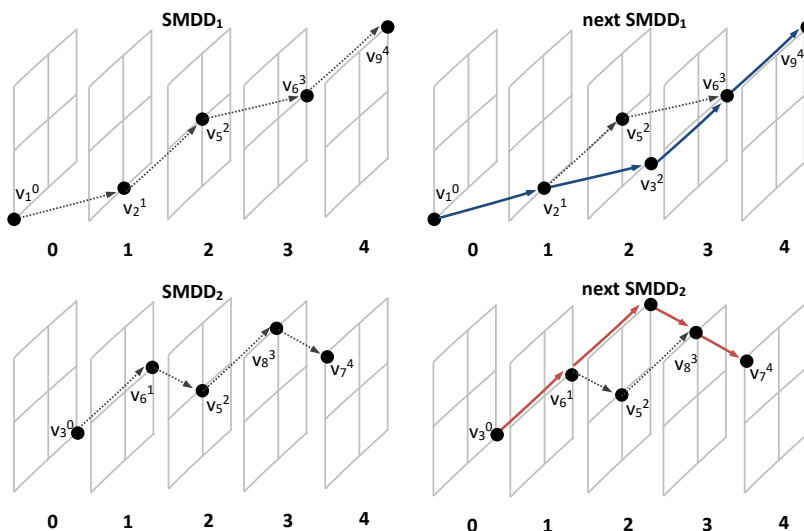 SMDD₁
v₁⁰
v₂¹
v₅²
v₆³
v₉⁴
0 1 2 3 4
next SMDD₁
v₁⁰
v₂¹
v₅²
v₃²
v₆³
v₉⁴
0 1 2 3 4
SMDD₂
v₃⁰
v₆¹
v₅²
v₈³
v₇⁴
0 1 2 3 4
next SMDD₂
v₃⁰
v₆¹
v₅²
v₈³
v₇⁴
0 1 2 3 4